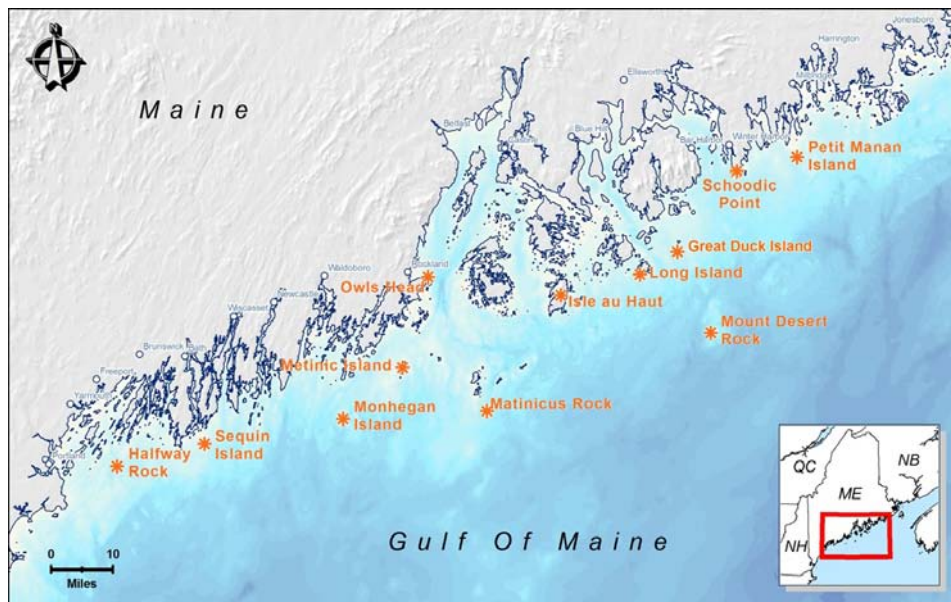 N
Jonesboro
Harrington
Ellsworth
Milbridge
Maine
Belfast
Blue Hill
Bar Harbor
Winter Harbor
Petit Manan
Island
Schoodic
Point
Great Duck Island
Rockland
Long Island
Waldoboro
Owls Head
Isle au Haut
Newcastle
Wiscasset
Mount Desert
Rock
Brunswick
Bath
Metinic Island
Freeport
Matinicus Rock
Monhegan
Island
Yarmouth
Sequin
Island
Halfway
Rock
Portland
QC
NB
ME
NH
Gulf Of Maine
0
10
Miles